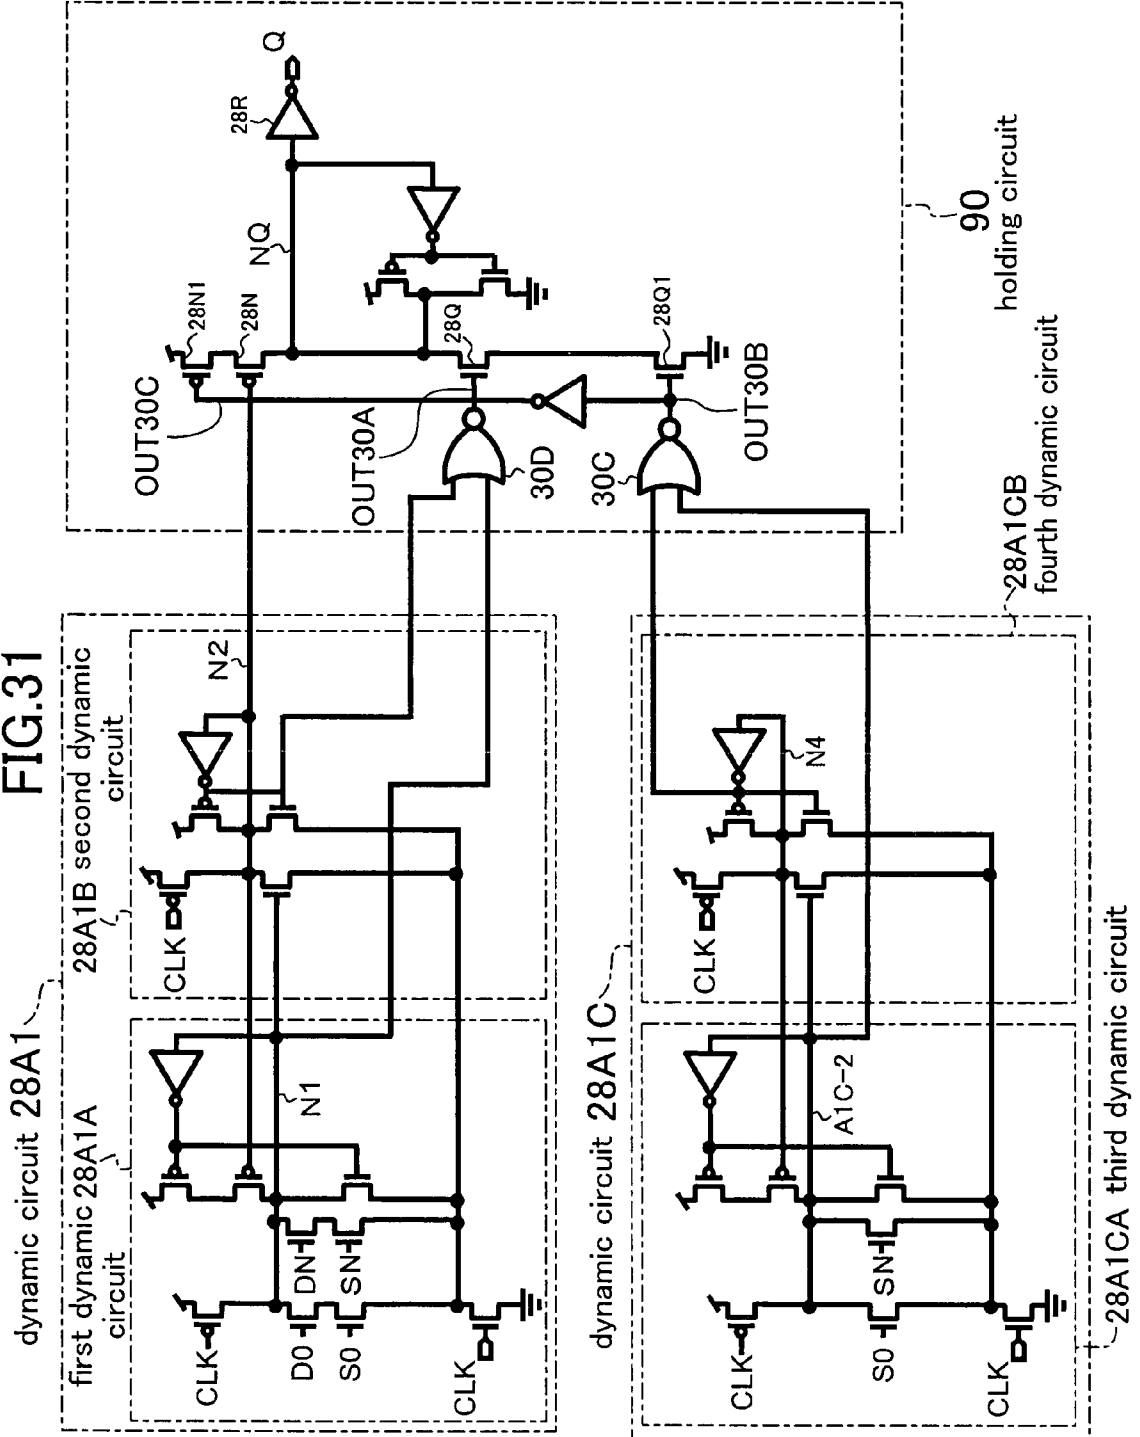 FIG.31
dynamic circuit 28A1
first dynamic 28A1A
circuit
28A1B second dynamic
circuit
CLK
D0
S0
DN
SN
CLK
N1
CLK
N2
OUT30C
28N1
28N
NQ
28R
Q
OUT30A
28Q
30D
30C
28Q1
OUT30B
90
holding circuit
dynamic circuit 28A1C
CLK
S0
SN
CLK
A1C-2
CLK
N4
28A1CA third dynamic circuit
28A1CB
fourth dynamic circuit